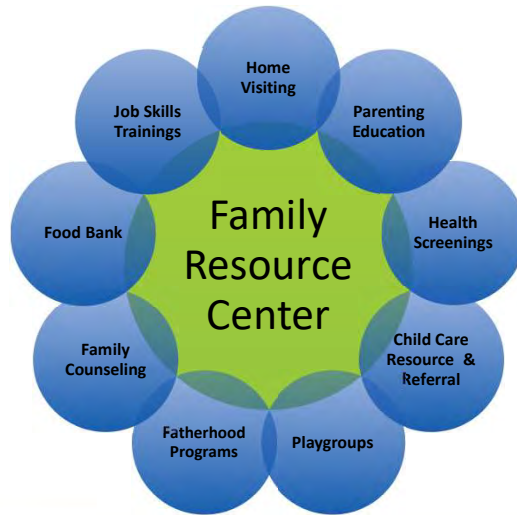 Home
Visiting
Parenting
Education
Health
Screenings
Child Care
Resource &
Referral
Playgroups
Fatherhood
Programs
Family
Counseling
Food Bank
Job Skills
Trainings
Family
Resource
Center